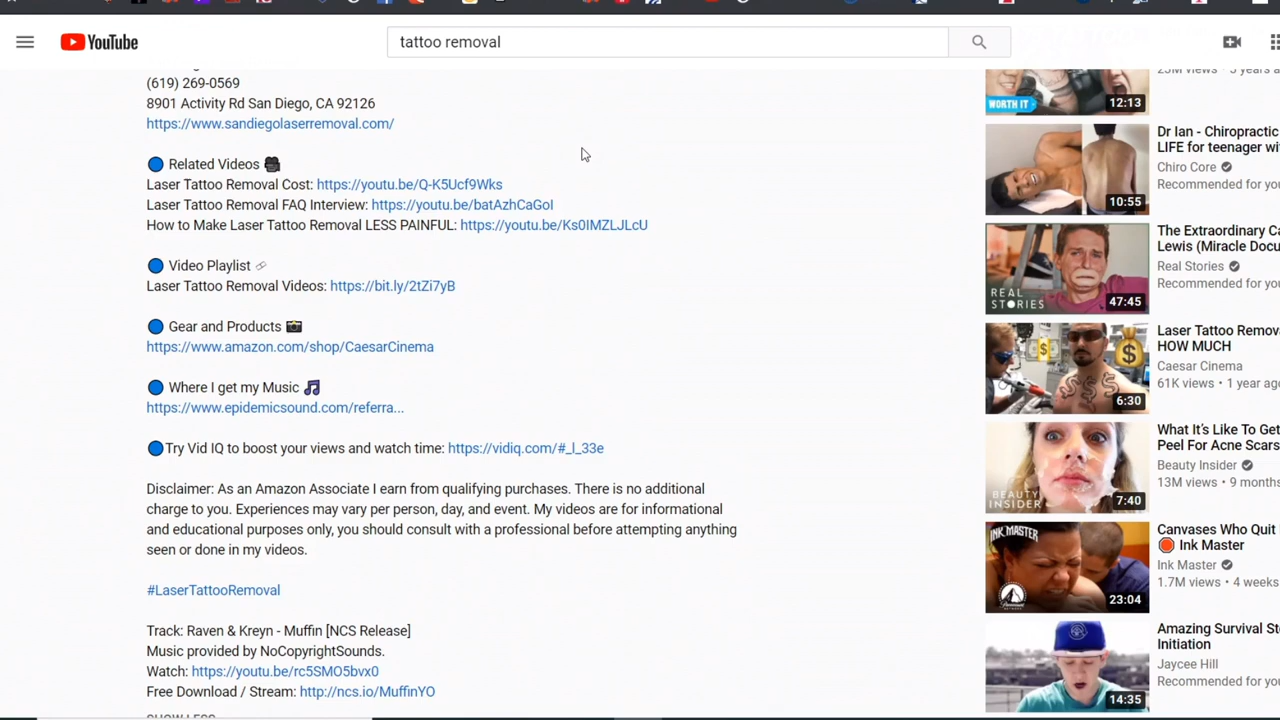 YouTube
tattoo removal
(619) 269-0569
8901 Activity Rd San Diego, CA 92126
https://www.sandiegolaserremoval.com/
Related Videos
Laser Tattoo Removal Cost: https://youtu.be/Q-K5Ucf9Wks
Laser Tattoo Removal FAQ Interview: https://youtu.be/batAzhCaGoI
How to Make Laser Tattoo Removal LESS PAINFUL: https://youtu.be/Ks0IMZLJLcU
Video Playlist
Laser Tattoo Removal Videos: https://bit.ly/2tZi7yB
Gear and Products
https://www.amazon.com/shop/CaesarCinema
Where I get my Music
https://www.epidemicsound.com/referra...
Try Vid IQ to boost your views and watch time: https://vidiq.com/#_l_33e
Disclaimer: As an Amazon Associate I earn from qualifying purchases. There is no additional
charge to you. Experiences may vary per person, day, and event. My videos are for informational
and educational purposes only, you should consult with a professional before attempting anything
seen or done in my videos.
#LaserTattooRemoval
Track: Raven & Kreyn - Muffin [NCS Release]
Music provided by NoCopyrightSounds.
Watch: https://youtu.be/rc5SMO5bvx0
Free Download / Stream: http://ncs.io/MuffinYO
SHOW LESS
WORTH IT
12:13
Dr Ian - Chiropractic
LIFE for teenager wi
Chiro Core
Recommended for you
10:55
The Extraordinary Ca
Lewis (Miracle Docu
Real Stories
Recommended for you
REAL
STORIES
47:45
Laser Tattoo Remov
HOW MUCH
Caesar Cinema
61K views • 1 year ago
6:30
What It's Like To Get
Peel For Acne Scars
Beauty Insider
13M views • 9 months
BEAUTY
INSIDER
7:40
Canvases Who Quit
Ink Master
Ink Master
1.7M views • 4 weeks
INK MASTER
23:04
Amazing Survival Sto
Initiation
Jaycee Hill
Recommended for you
14:35